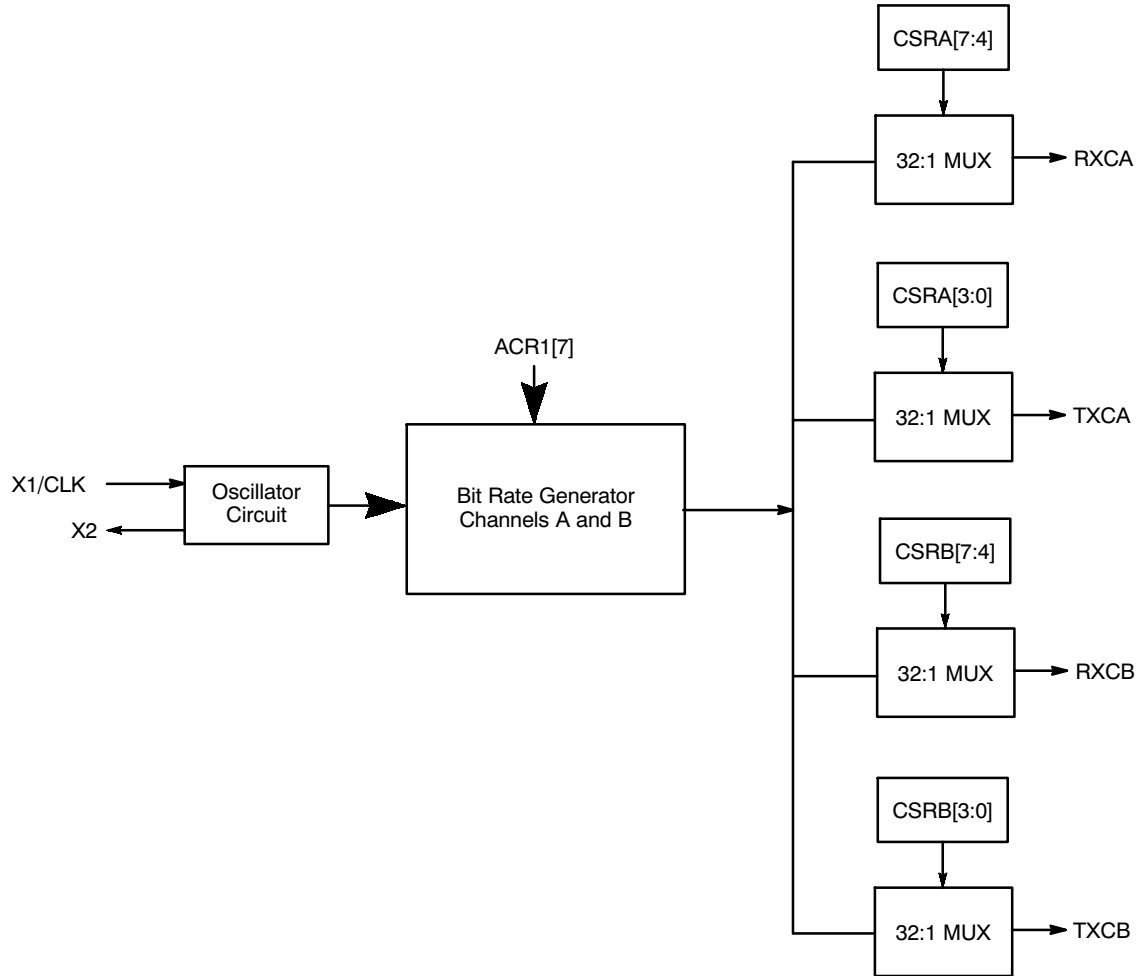 CSRA[7:4]
32:1 MUX
RXCA
CSRA[3:0]
ACR1[7]
32:1 MUX
TXCA
X1/CLK
X2
Oscillator
Circuit
Bit Rate Generator
Channels A and B
CSRB[7:4]
32:1 MUX
RXCB
CSRB[3:0]
32:1 MUX
TXCB